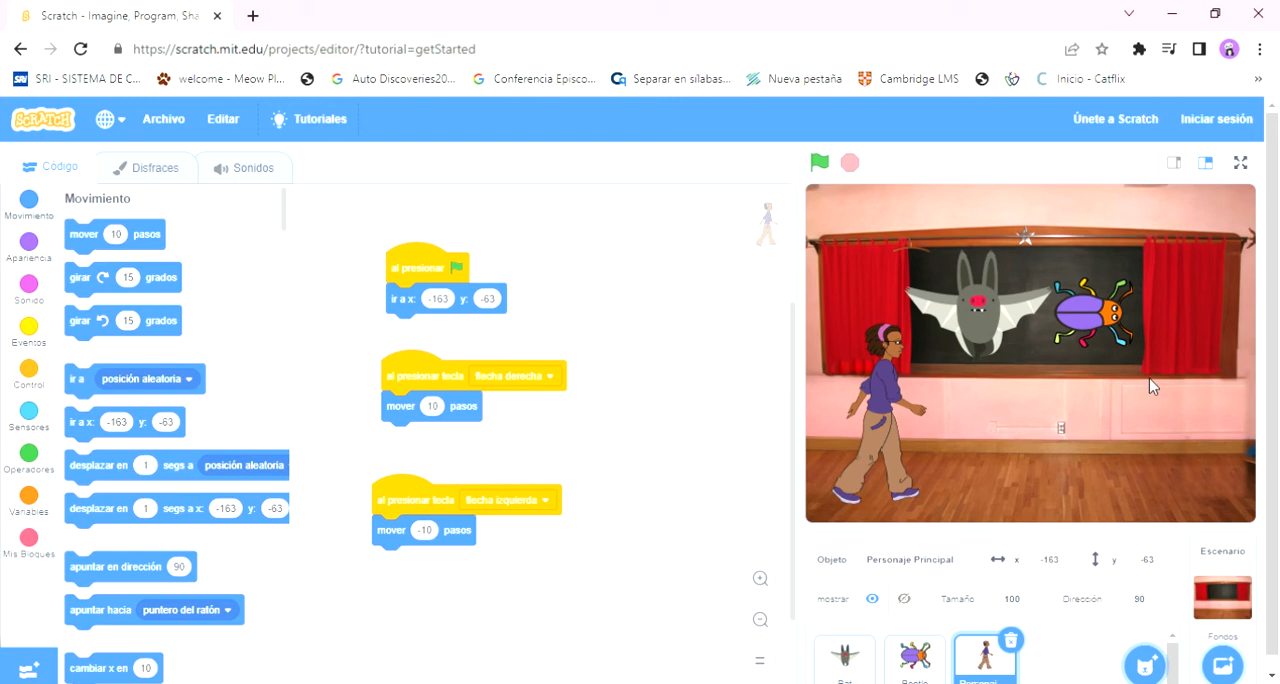 Scratch - Imagine, Program, Sha
https://scratch.mit.edu/projects/editor/?tutorial=getStarted
SRI - SISTEMA DE C... welcome - Meow Pl... Auto Discoveries20... Conferencia Episco... Separar en sílabas... Nueva pestaña Cambridge LMS Inicio - Catflix »
SCRATCH Archivo Editar Tutoriales Únete a Scratch Iniciar sesión
Código Disfraces Sonidos
Movimiento
Apariencia
Sonido
Eventos
Control
Sensores
Operadores
Variables
Mis Bloques
Movimiento
mover 10 pasos
girar 15 grados
girar 15 grados
ir a posición aleatoria
ir a x: -163 y: -63
desplazar en 1 segs a posición aleatoria
desplazar en 1 segs a x: -163 y: -63
apuntar en dirección 90
apuntar hacia puntero del ratón
cambiar x en 10
al presionar
ir a x: -163 y: -63
al presionar tecla flecha derecha
mover 10 pasos
al presionar tecla flecha izquierda
mover -10 pasos
Objeto Personaje Principal x -163 y -63
mostrar Tamaño 100 Dirección 90
Escenario
Fondos